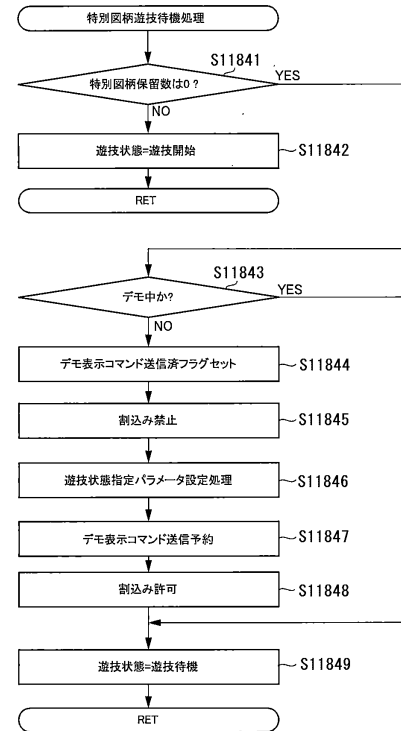 特別図柄遊技待機処理
S11841
特別図柄保留数は0?
YES
NO
遊技状態=遊技開始
S11842
RET
S11843
デモ中か?
YES
NO
デモ表示コマンド送信済フラグセット
S11844
割込み禁止
S11845
遊技状態指定パラメータ設定処理
S11846
デモ表示コマンド送信予約
S11847
割込み許可
S11848
遊技状態=遊技待機
S11849
RET